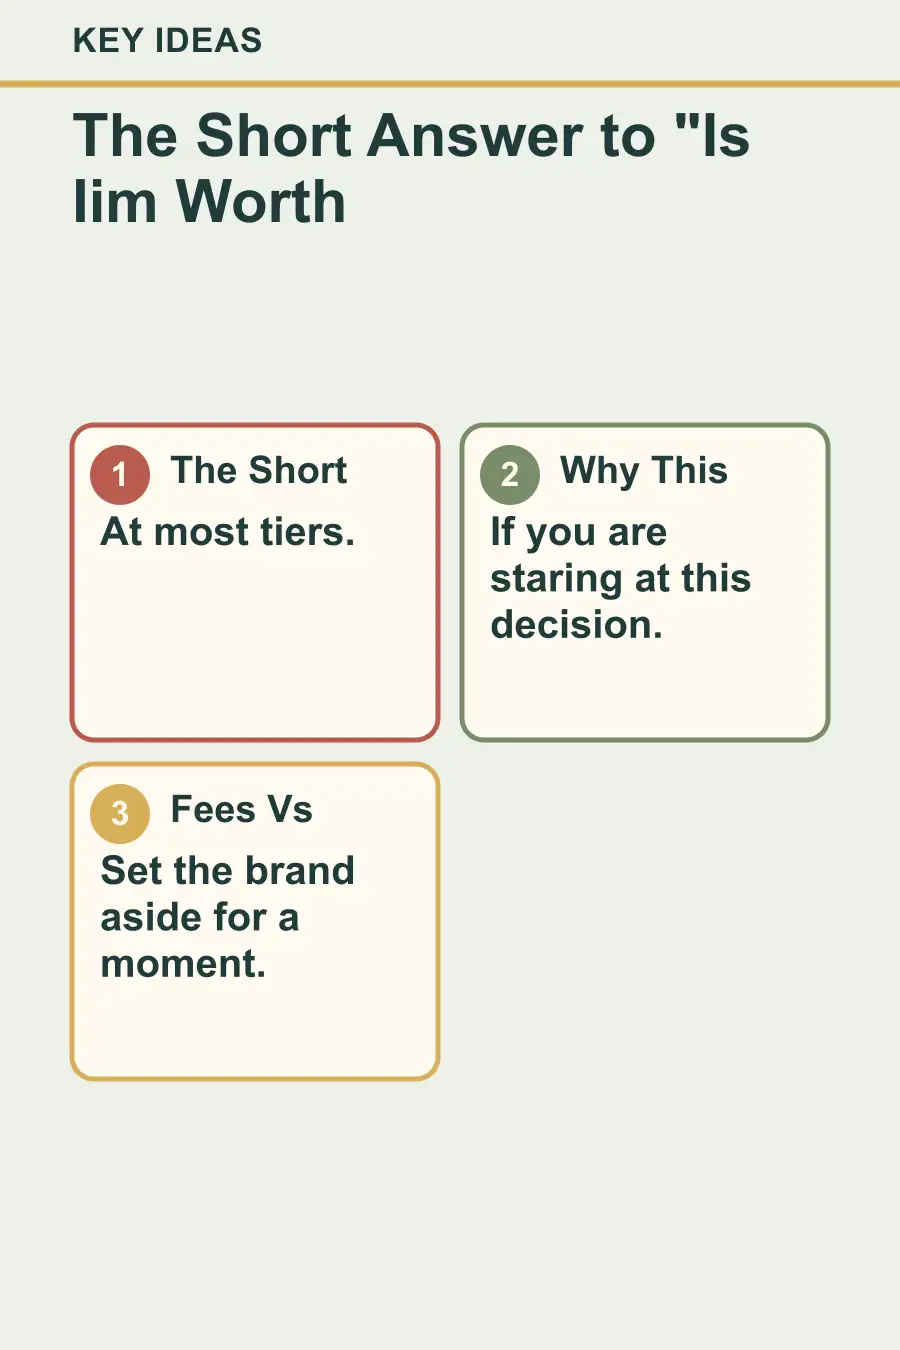 KEY IDEAS
The Short Answer to "Is
Iim Worth
1 The Short
At most tiers.
2 Why This
If you are
staring at this
decision.
3 Fees Vs
Set the brand
aside for a
moment.